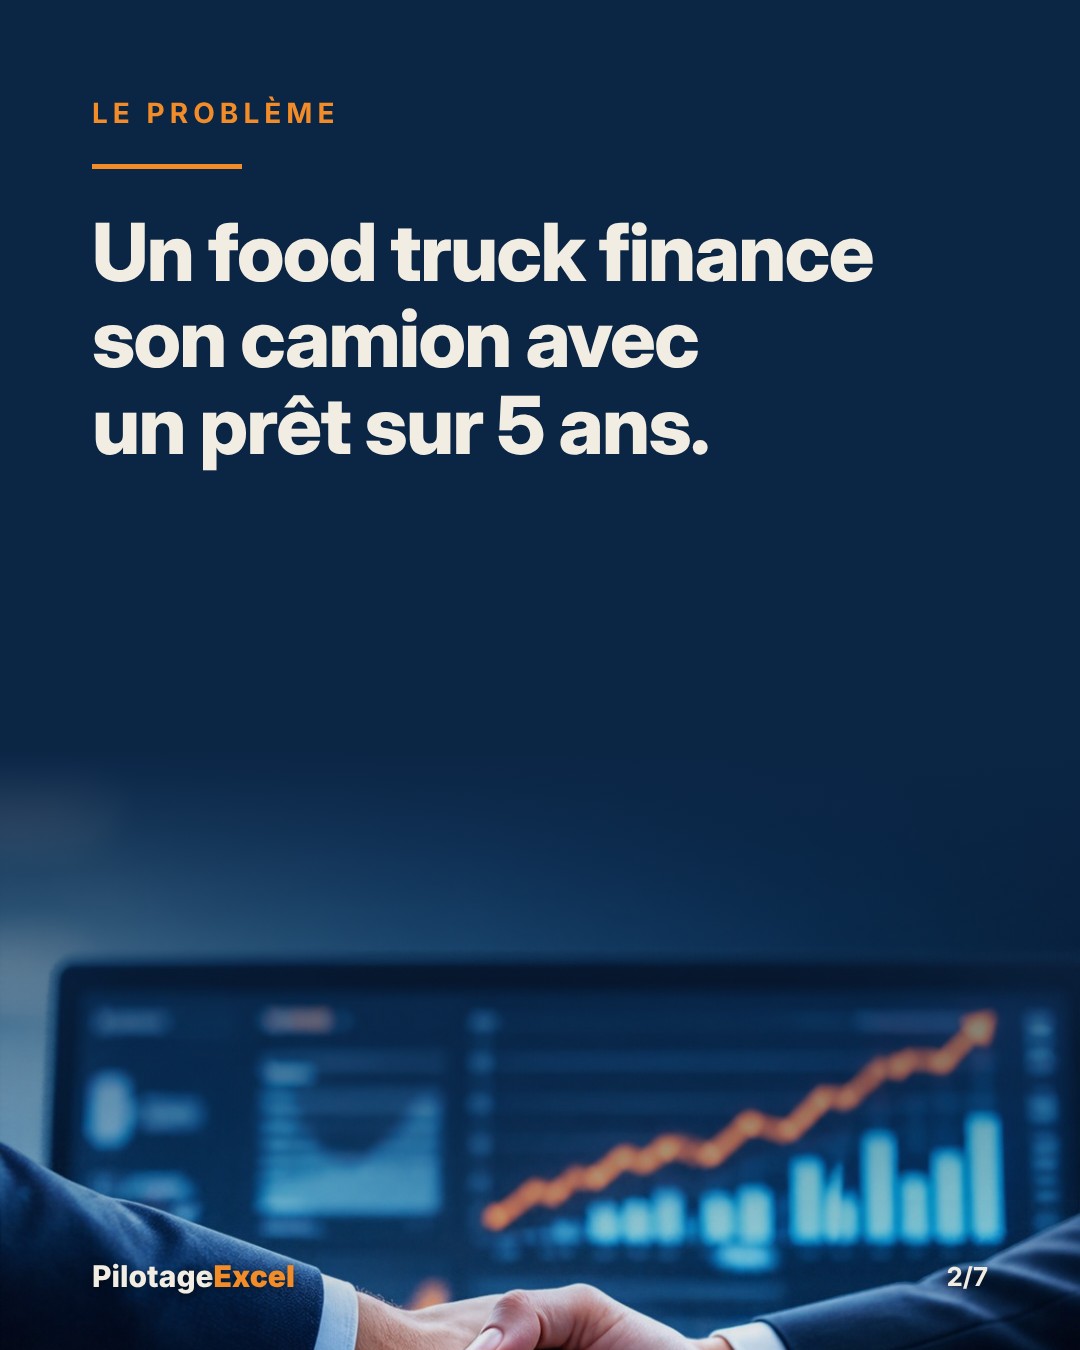 LE PROBLÈME
Un food truck finance
son camion avec
un prêt sur 5 ans.
PilotageExcel
2/7